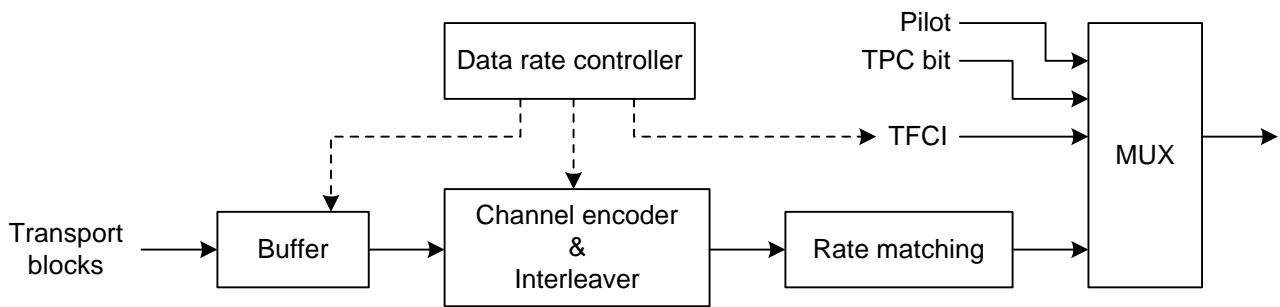 Pilot
TPC bit
Data rate controller
TFCI
MUX
Transport
blocks
Buffer
Channel encoder
&
Interleaver
Rate matching